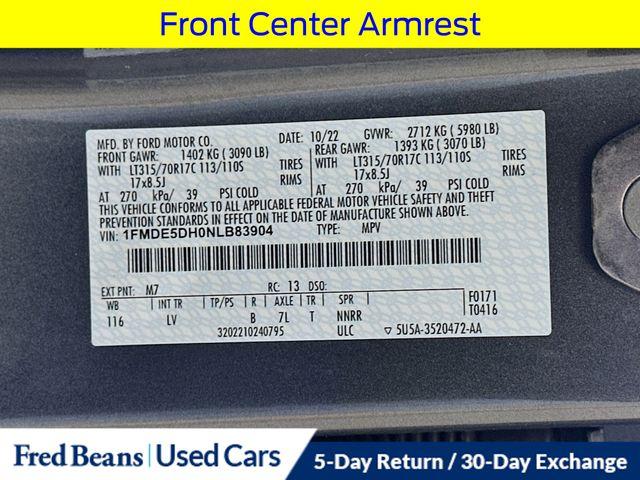 Front Center Armrest
MFD. BY FORD MOTOR CO. DATE: 10/22 GVWR: 2712 KG ( 5980 LB)
FRONT GAWR: 1402 KG ( 3090 LB) REAR GAWR: 1393 KG ( 3070 LB)
WITH LT315/70R17C 113/110S TIRES WITH LT315/70R17C 113/110S TIRES
17x8.5J RIMS 17x8.5J RIMS
AT 270 kPa/ 39 PSI COLD AT 270 kPa/ 39 PSI COLD
THIS VEHICLE CONFORMS TO ALL APPLICABLE FEDERAL MOTOR VEHICLE SAFETY AND THEFT
PREVENTION STANDARDS IN EFFECT ON THE DATE OF MANUFACTURE SHOWN ABOVE.
VIN: 1FMDE5DH0NLB83904 TYPE: MPV
EXT PNT: M7 RC: 13 DSO:
WB INT TR TP/PS R AXLE TR SPR F0171
116 LV B 7L T NNRR T0416
3202210240795 ULC ▽ 5U5A-3520472-AA
Fred Beans Used Cars 5-Day Return / 30-Day Exchange